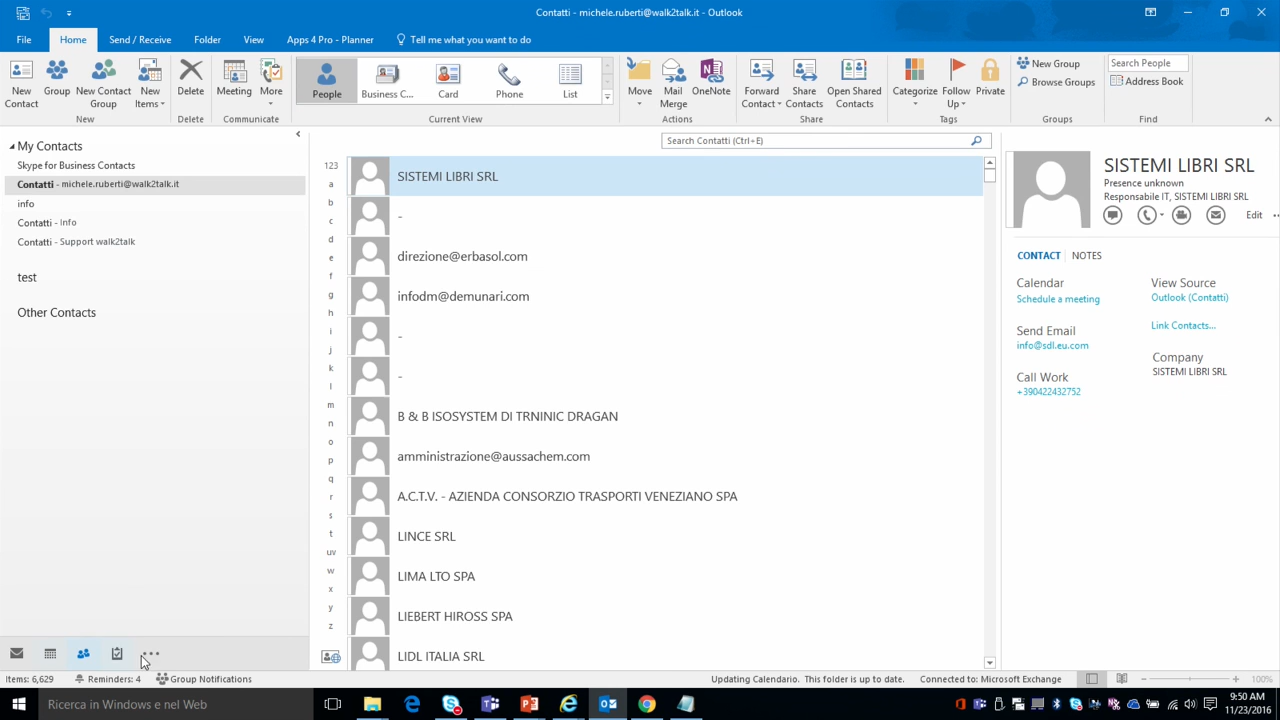 Contatti - michele.ruberti@walk2talk.it - Outlook
File Home Send / Receive Folder View Apps 4 Pro - Planner Tell me what you want to do
New Contact
Group
New Contact Group
New Items
New
Delete
Delete
Meeting
More
Communicate
People
Business C...
Card
Phone
List
Current View
Move
Mail Merge
OneNote
Actions
Forward Contact
Share Contacts
Open Shared Contacts
Share
Categorize
Follow Up
Private
Tags
New Group
Browse Groups
Groups
Search People
Address Book
Find
My Contacts
Skype for Business Contacts
Contatti - michele.ruberti@walk2talk.it
info
Contatti - Info
Contatti - Support walk2talk
test
Other Contacts
Search Contatti (Ctrl+E)
123
a
b
c
d
e
f
g
h
i
j
k
l
m
n
o
p
q
r
s
t
uv
w
x
y
z
SISTEMI LIBRI SRL
-
direzione@erbasol.com
infodm@demunari.com
-
-
B & B ISOSYSTEM DI TRNINIC DRAGAN
amministrazione@aussachem.com
A.C.T.V. - AZIENDA CONSORZIO TRASPORTI VENEZIANO SPA
LINCE SRL
LIMA LTO SPA
LIEBERT HIROSS SPA
LIDL ITALIA SRL
SISTEMI LIBRI SRL
Presence unknown
Responsabile IT, SISTEMI LIBRI SRL
Edit
CONTACT NOTES
Calendar
Schedule a meeting
Send Email
info@sdl.eu.com
Call Work
+390422432752
View Source
Outlook (Contatti)
Link Contacts...
Company
SISTEMI LIBRI SRL
Items: 6,629 Reminders: 4 Group Notifications Updating Calendario. This folder is up to date. Connected to: Microsoft Exchange 100%
Ricerca in Windows e nel Web
9:50 AM
11/23/2016